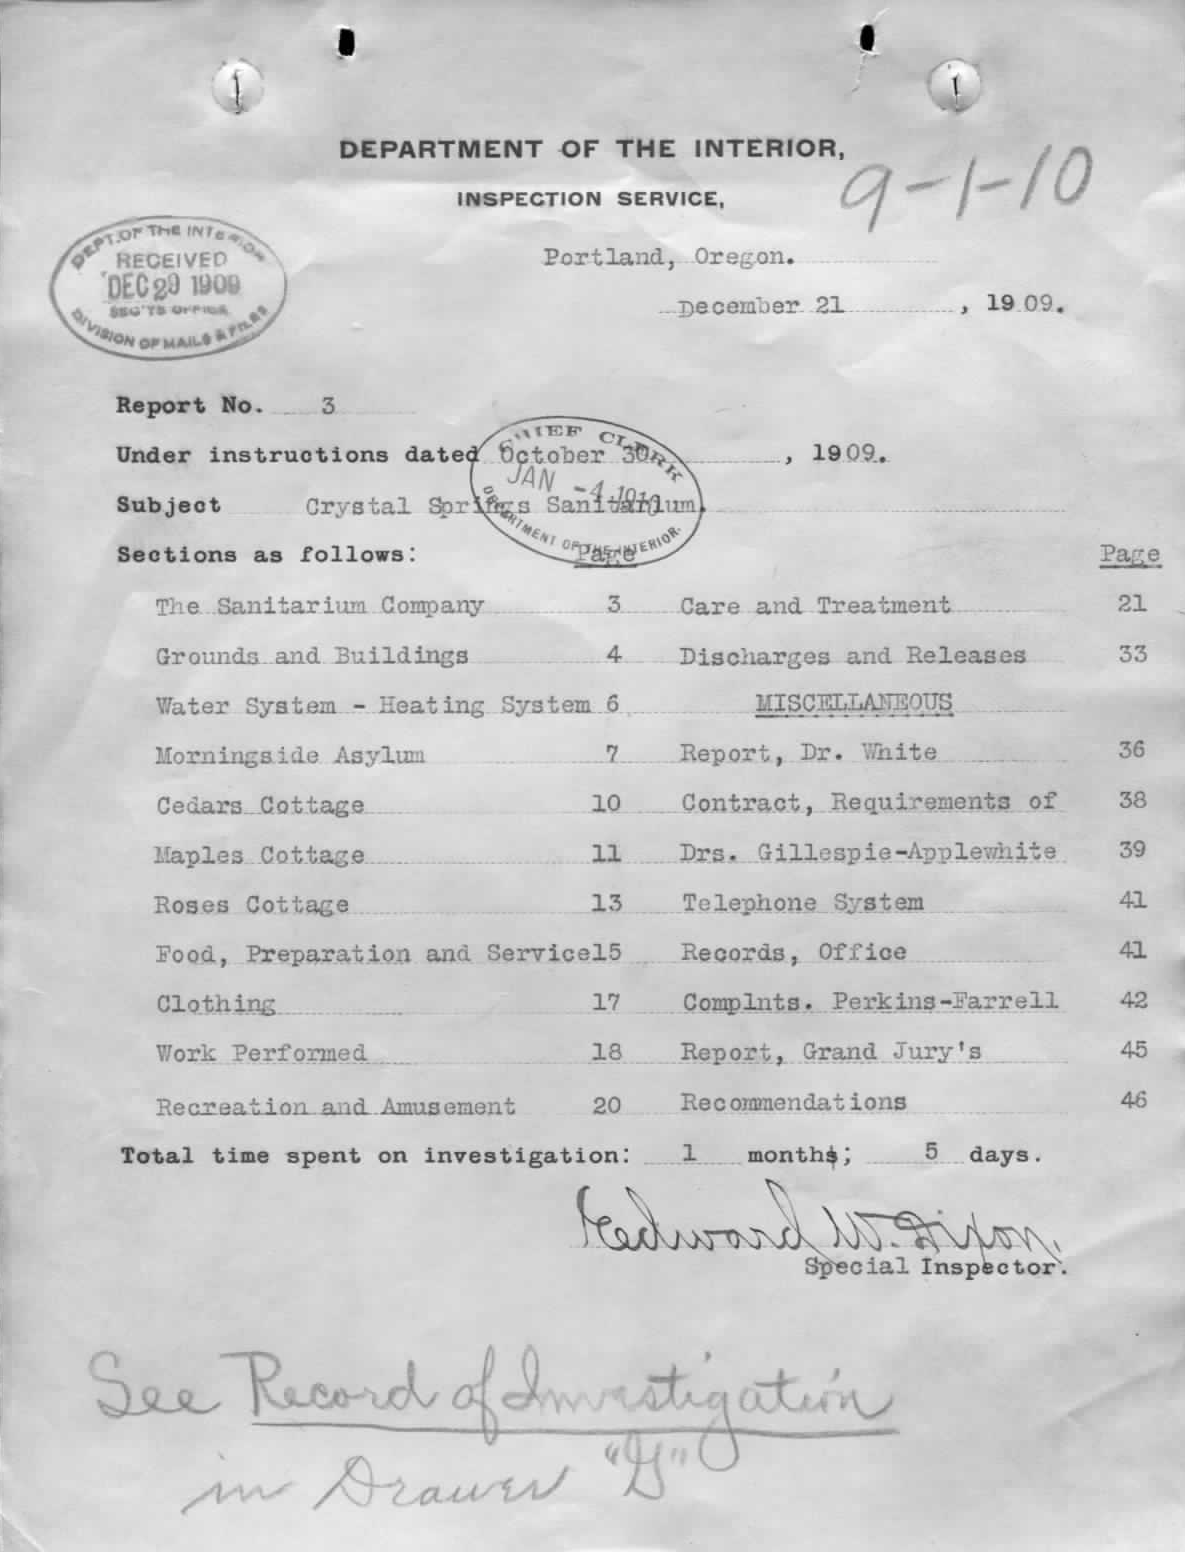 DEPARTMENT OF THE INTERIOR,
9-1-10
INSPECTION SERVICE,
DEPT. OF THE INTERIOR
RECEIVED
DEC 29 1909
SEC'TS OFFICE
DIVISION OF MAILS & FILES
Portland, Oregon.
December 21, 1909.
Report No. 3
CHIEF CLERK
JAN -4 1910
DEPARTMENT OF THE INTERIOR.
Under instructions dated October 30, 1909.
Subject Crystal Springs Sanitarium.
Sections as follows: Page Page
The Sanitarium Company 3 Care and Treatment 21
Grounds and Buildings 4 Discharges and Releases 33
Water System - Heating System 6 MISCELLANEOUS
Morningside Asylum 7 Report, Dr. White 36
Cedars Cottage 10 Contract, Requirements of 38
Maples Cottage 11 Drs. Gillespie-Applewhite 39
Roses Cottage 13 Telephone System 41
Food, Preparation and Service15 Records, Office 41
Clothing 17 Complnts. Perkins-Farrell 42
Work Performed 18 Report, Grand Jury's 45
Recreation and Amusement 20 Recommendations 46
Total time spent on investigation: 1 months; 5 days.
Edward W. Dixon.
Special Inspector.
See Record of Investigation
in Drawer "G"